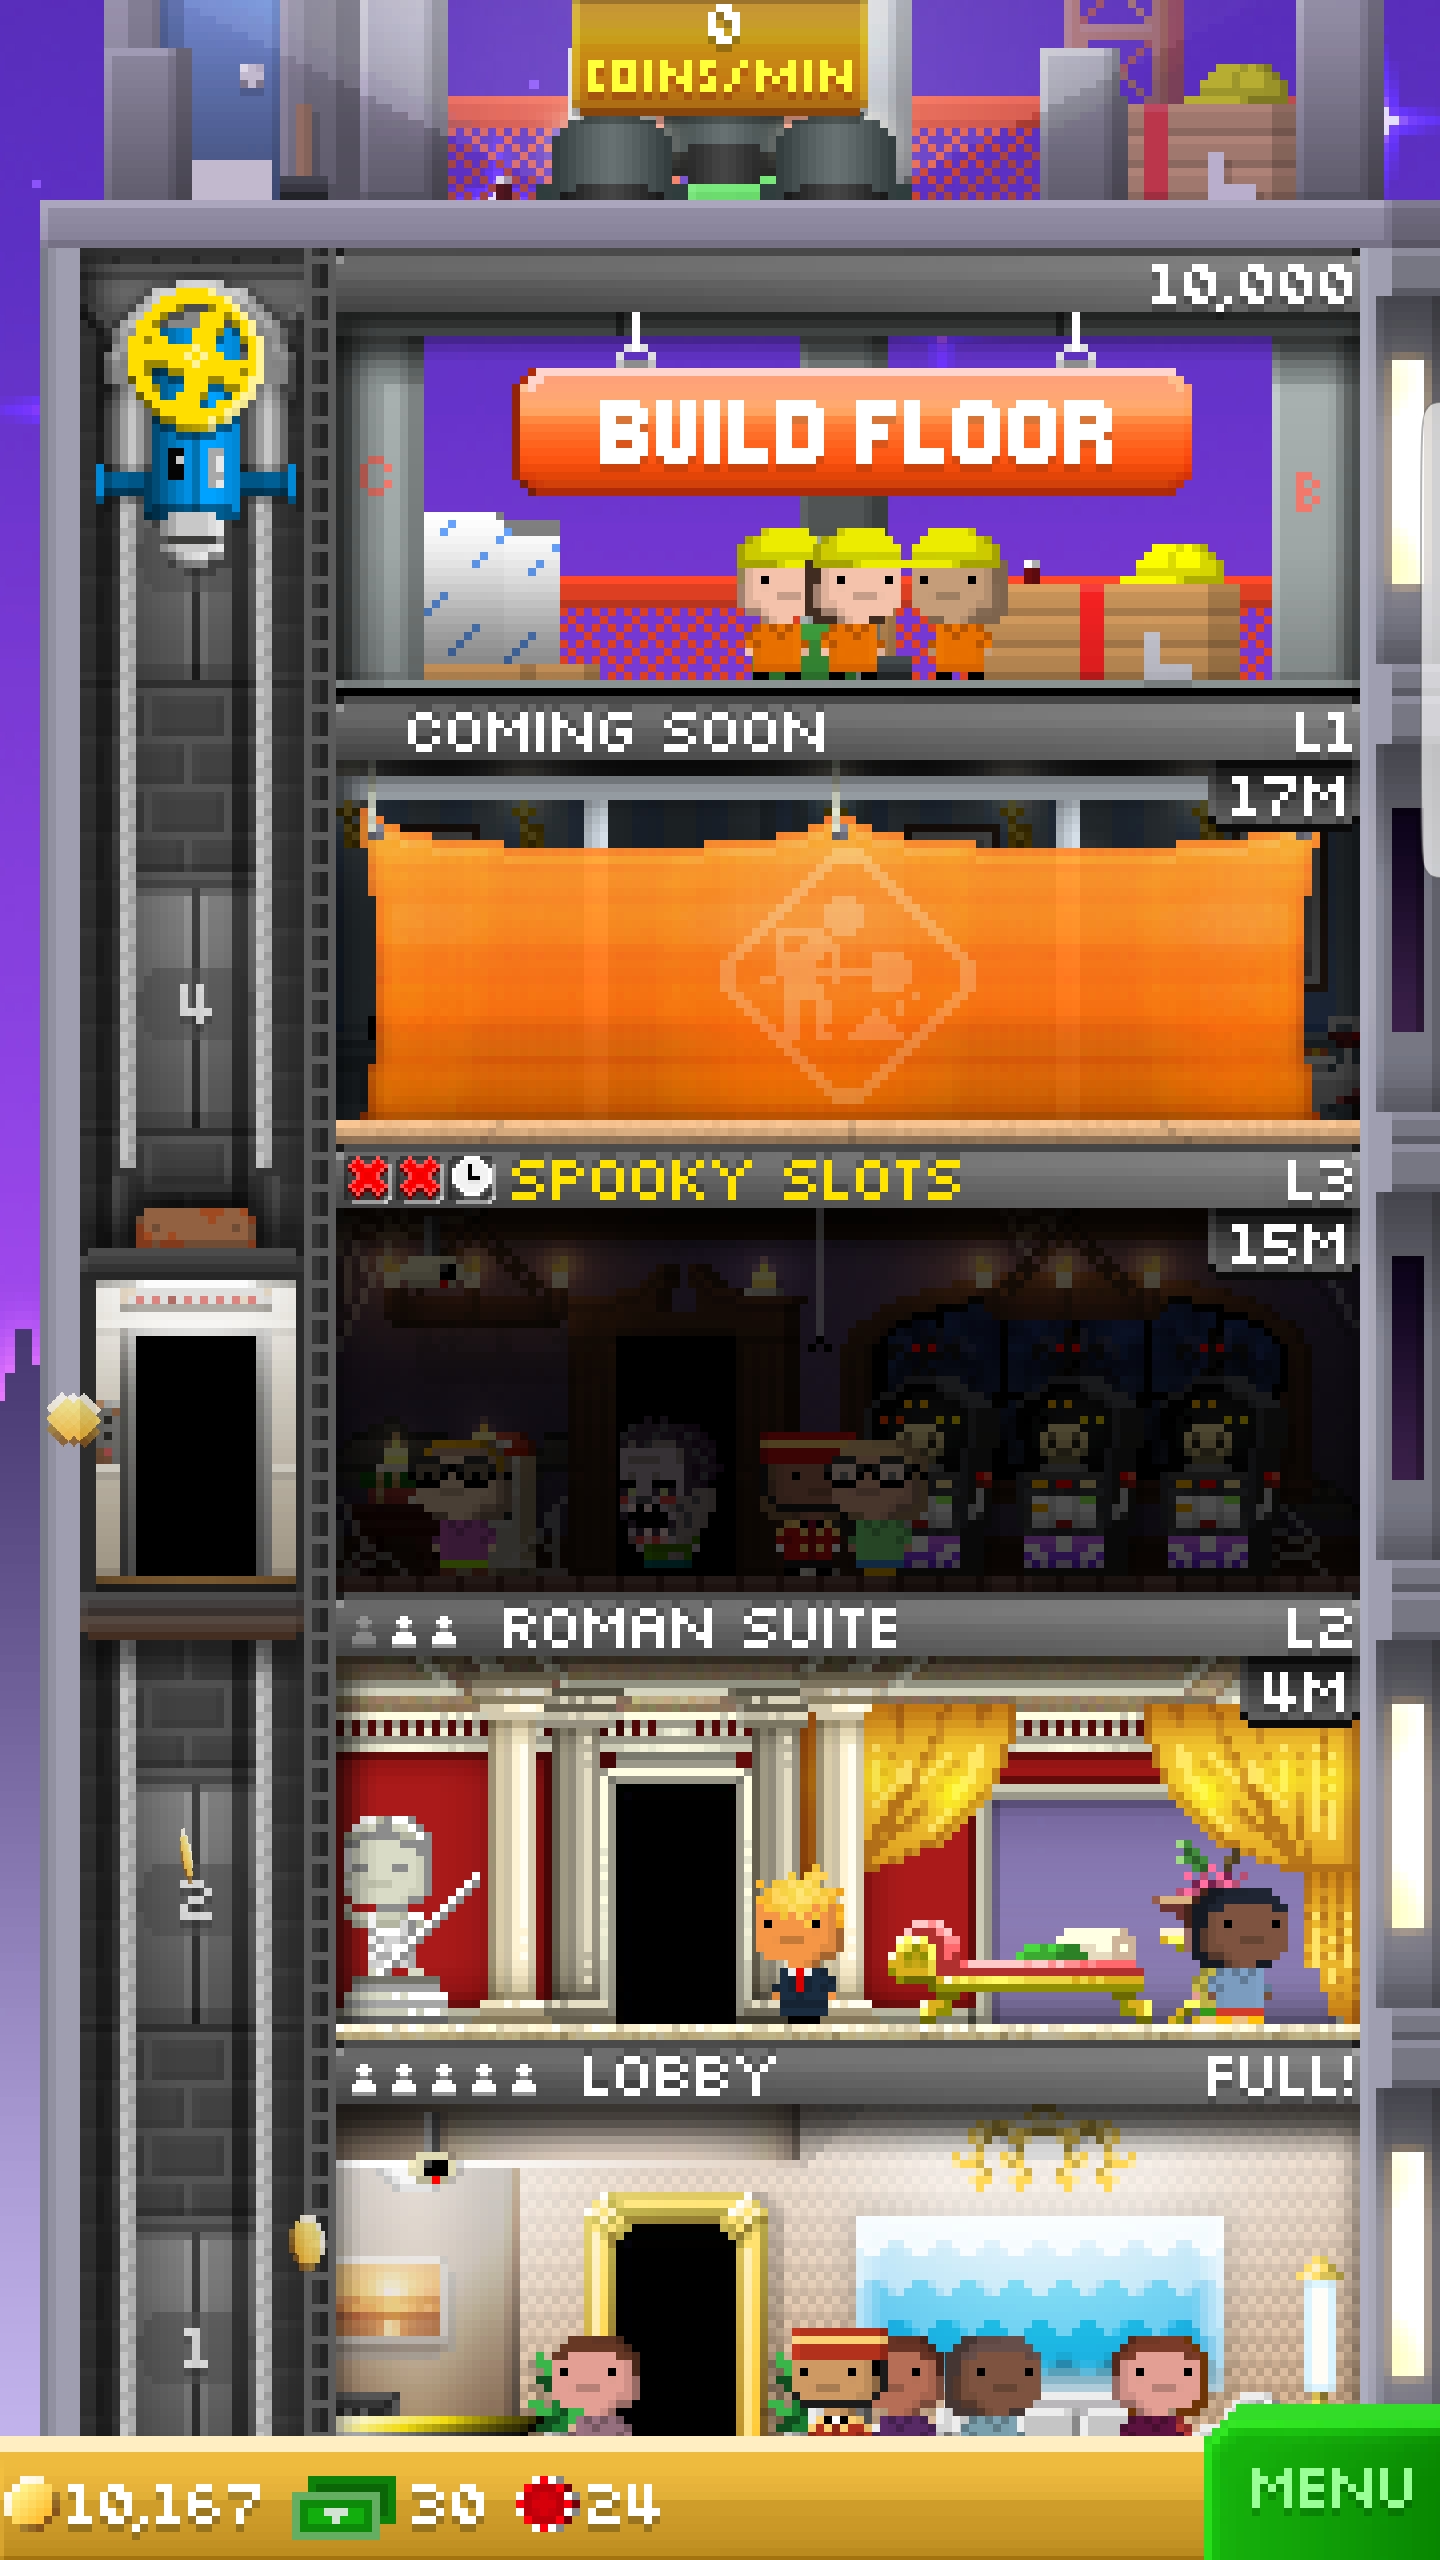 0
COINS/MIN
10,000
BUILD FLOOR
C
B
COMING SOON L1
17M
4
SPOOKY SLOTS L3
15M
ROMAN SUITE L2
4M
2
LOBBY FULL!
1
10,167 30 24
MENU